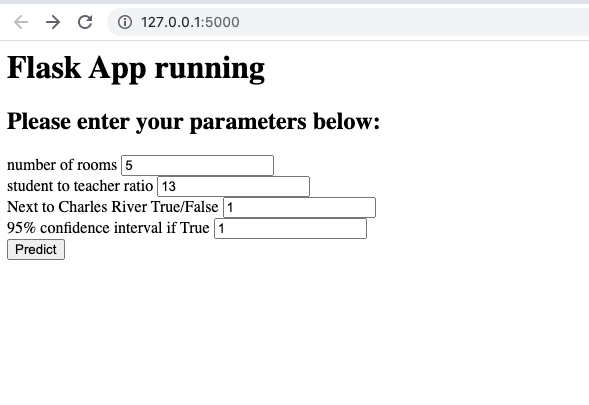 127.0.0.1:5000
Flask App running
Please enter your parameters below:
number of rooms 5
student to teacher ratio 13
Next to Charles River True/False 1
95% confidence interval if True 1
Predict